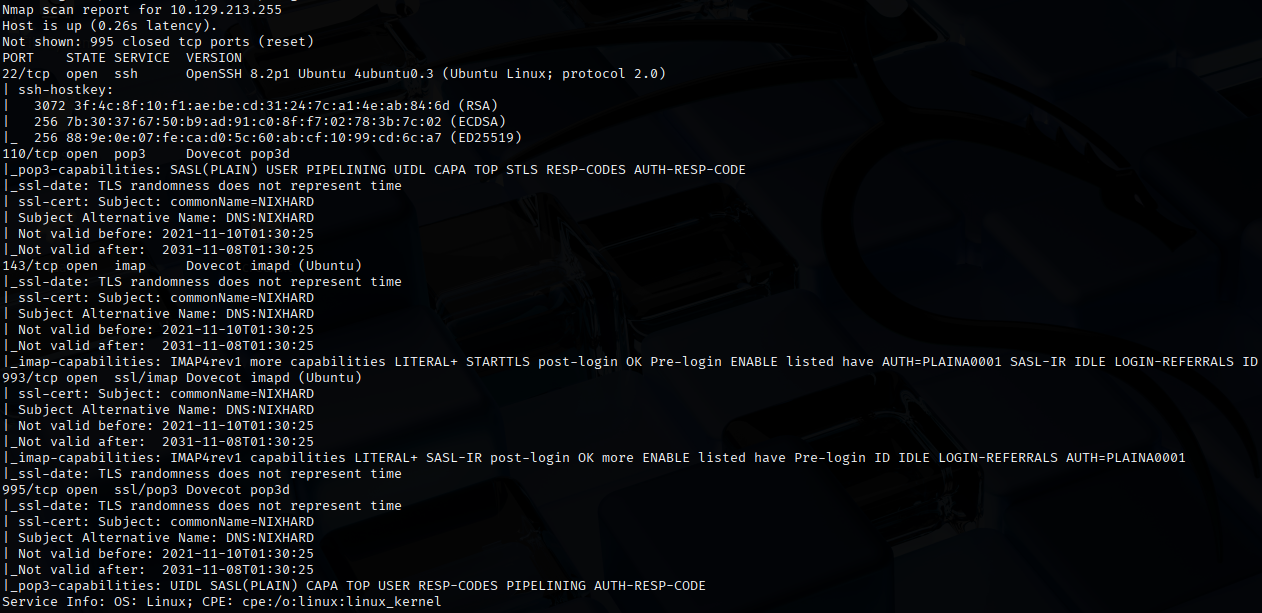 Nmap scan report for 10.129.213.255
Host is up (0.26s latency).
Not shown: 995 closed tcp ports (reset)
PORT    STATE SERVICE  VERSION
22/tcp  open  ssh      OpenSSH 8.2p1 Ubuntu 4ubuntu0.3 (Ubuntu Linux; protocol 2.0)
| ssh-hostkey:
|   3072 3f:4c:8f:10:f1:ae:be:cd:31:24:7c:a1:4e:ab:84:6d (RSA)
|   256 7b:30:37:67:50:b9:ad:91:c0:8f:f7:02:78:3b:7c:02 (ECDSA)
|_  256 88:9e:0e:07:fe:ca:d0:5c:60:ab:cf:10:99:cd:6c:a7 (ED25519)
110/tcp open  pop3     Dovecot pop3d
|_pop3-capabilities: SASL(PLAIN) USER PIPELINING UIDL CAPA TOP STLS RESP-CODES AUTH-RESP-CODE
|_ssl-date: TLS randomness does not represent time
| ssl-cert: Subject: commonName=NIXHARD
| Subject Alternative Name: DNS:NIXHARD
| Not valid before: 2021-11-10T01:30:25
|_Not valid after:  2031-11-08T01:30:25
143/tcp open  imap     Dovecot imapd (Ubuntu)
|_ssl-date: TLS randomness does not represent time
| ssl-cert: Subject: commonName=NIXHARD
| Subject Alternative Name: DNS:NIXHARD
| Not valid before: 2021-11-10T01:30:25
|_Not valid after:  2031-11-08T01:30:25
|_imap-capabilities: IMAP4rev1 more capabilities LITERAL+ STARTTLS post-login OK Pre-login ENABLE listed have AUTH=PLAINA0001 SASL-IR IDLE LOGIN-REFERRALS ID
993/tcp open  ssl/imap Dovecot imapd (Ubuntu)
| ssl-cert: Subject: commonName=NIXHARD
| Subject Alternative Name: DNS:NIXHARD
| Not valid before: 2021-11-10T01:30:25
|_Not valid after:  2031-11-08T01:30:25
|_imap-capabilities: IMAP4rev1 capabilities LITERAL+ SASL-IR post-login OK more ENABLE listed have Pre-login ID IDLE LOGIN-REFERRALS AUTH=PLAINA0001
|_ssl-date: TLS randomness does not represent time
995/tcp open  ssl/pop3 Dovecot pop3d
|_ssl-date: TLS randomness does not represent time
| ssl-cert: Subject: commonName=NIXHARD
| Subject Alternative Name: DNS:NIXHARD
| Not valid before: 2021-11-10T01:30:25
|_Not valid after:  2031-11-08T01:30:25
|_pop3-capabilities: UIDL SASL(PLAIN) CAPA TOP USER RESP-CODES PIPELINING AUTH-RESP-CODE
Service Info: OS: Linux; CPE: cpe:/o:linux:linux_kernel